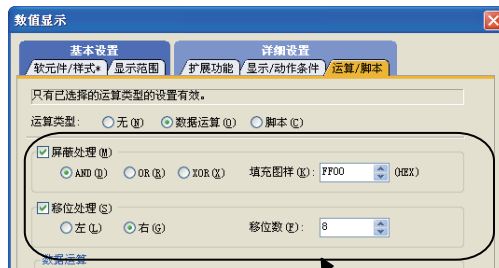 数值显示
基本设置 详细设置
软元件/样式* 显示范围 扩展功能 显示/动作条件 运算/脚本
只有已选择的运算类型的设置有效。
运算类型: 无(N) 数据运算(O) 脚本(C)
屏蔽处理(M)
AND(D) OR(R) XOR(X) 填充图样(K): FF00 (HEX)
移位处理(S)
左(L) 右(G) 移位数(F): 8
数据运算